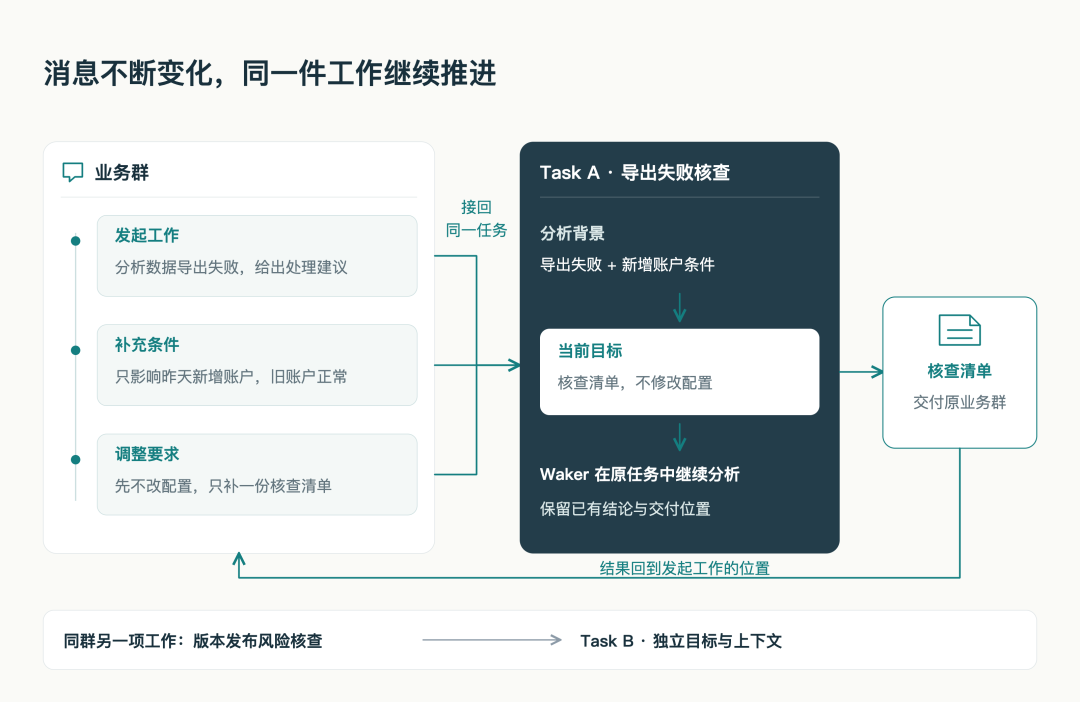 消息不断变化，同一件工作继续推进
业务群
发起工作
分析数据导出失败，给出处理建议
补充条件
只影响昨天新增账户，旧账户正常
调整要求
先不改配置，只补一份核查清单
接回
同一任务
Task A · 导出失败核查
分析背景
导出失败 + 新增账户条件
当前目标
核查清单，不修改配置
Waker 在原任务中继续分析
保留已有结论与交付位置
核查清单
交付原业务群
结果回到发起工作的位置
同群另一项工作：版本发布风险核查
Task B · 独立目标与上下文